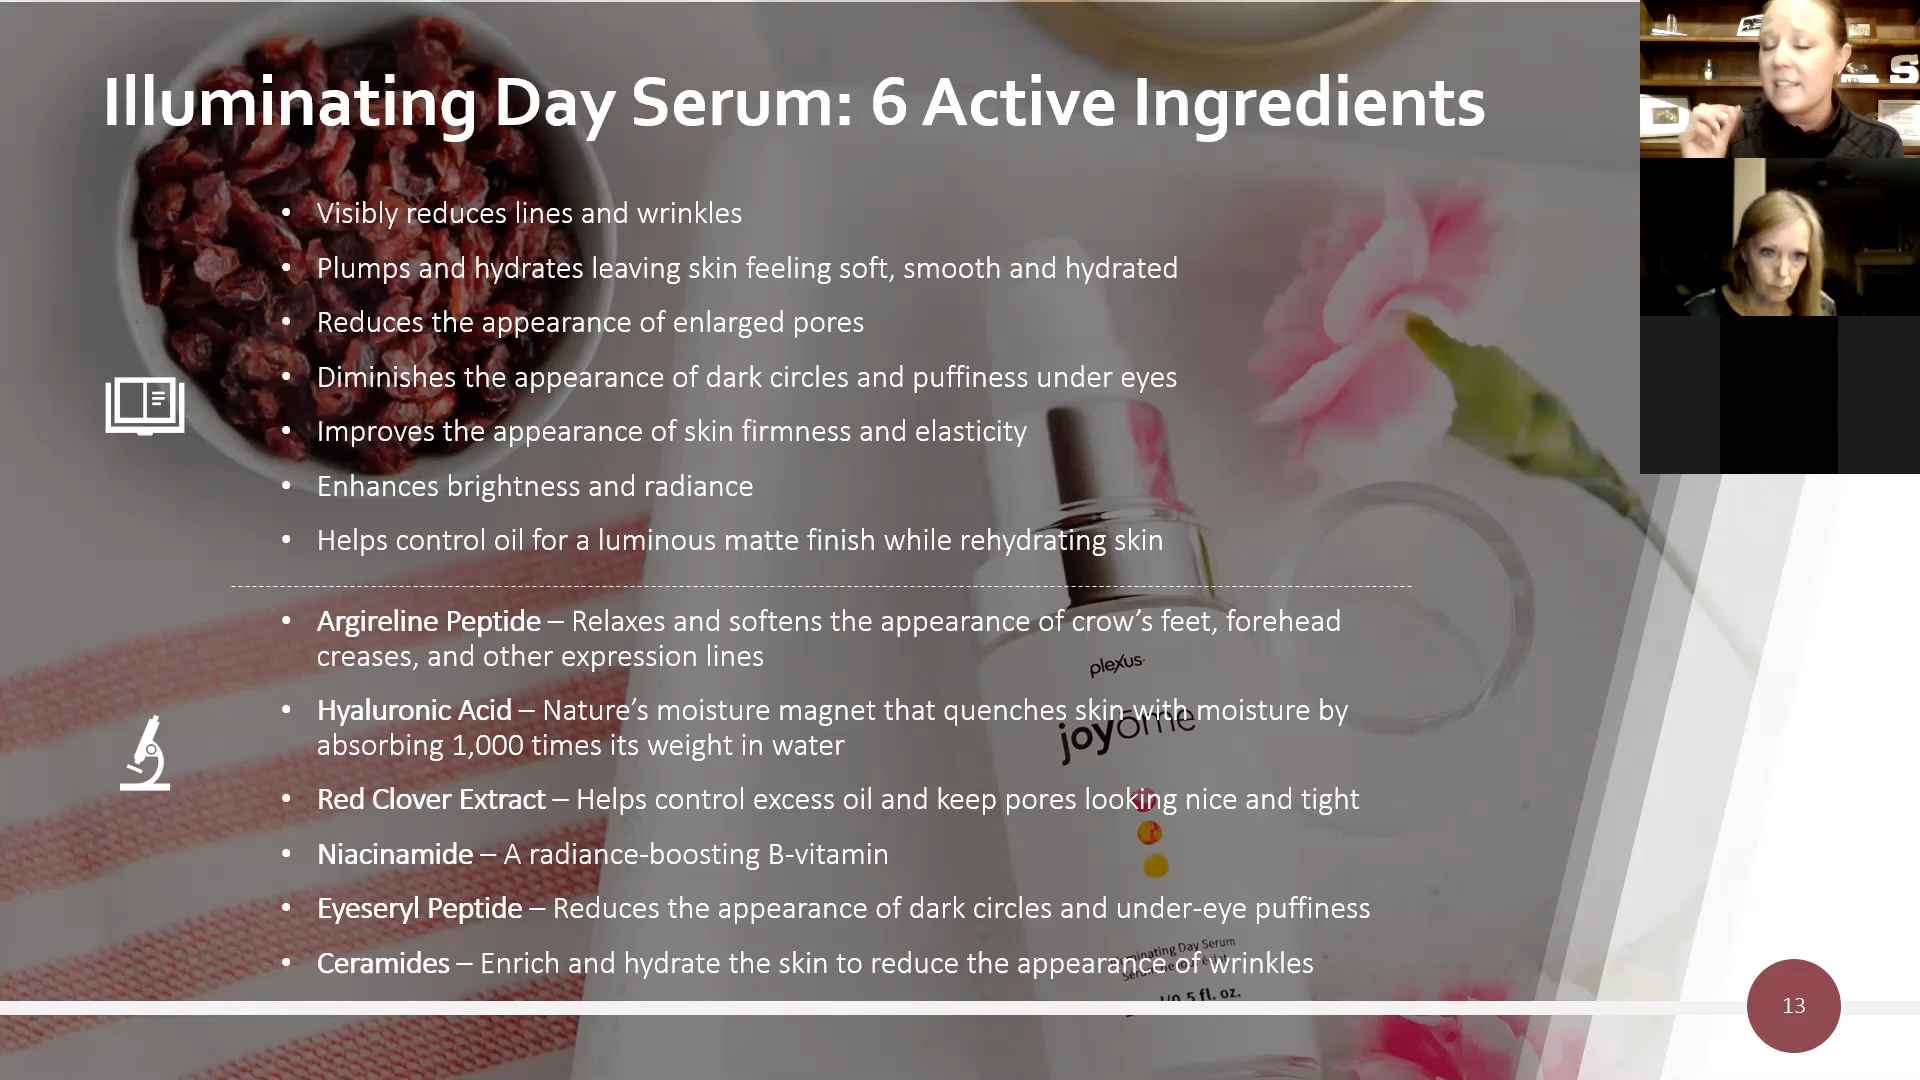 Illuminating Day Serum: 6 Active Ingredients
• Visibly reduces lines and wrinkles
• Plumps and hydrates leaving skin feeling soft, smooth and hydrated
• Reduces the appearance of enlarged pores
• Diminishes the appearance of dark circles and puffiness under eyes
• Improves the appearance of skin firmness and elasticity
• Enhances brightness and radiance
• Helps control oil for a luminous matte finish while rehydrating skin
• Argireline Peptide – Relaxes and softens the appearance of crow’s feet, forehead
creases, and other expression lines
• Hyaluronic Acid – Nature’s moisture magnet that quenches skin with moisture by
absorbing 1,000 times its weight in water
• Red Clover Extract – Helps control excess oil and keep pores looking nice and tight
• Niacinamide – A radiance-boosting B-vitamin
• Eyeseryl Peptide – Reduces the appearance of dark circles and under-eye puffiness
• Ceramides – Enrich and hydrate the skin to reduce the appearance of wrinkles
plexus
joyōme
Day Serum
fl. oz.
13
S